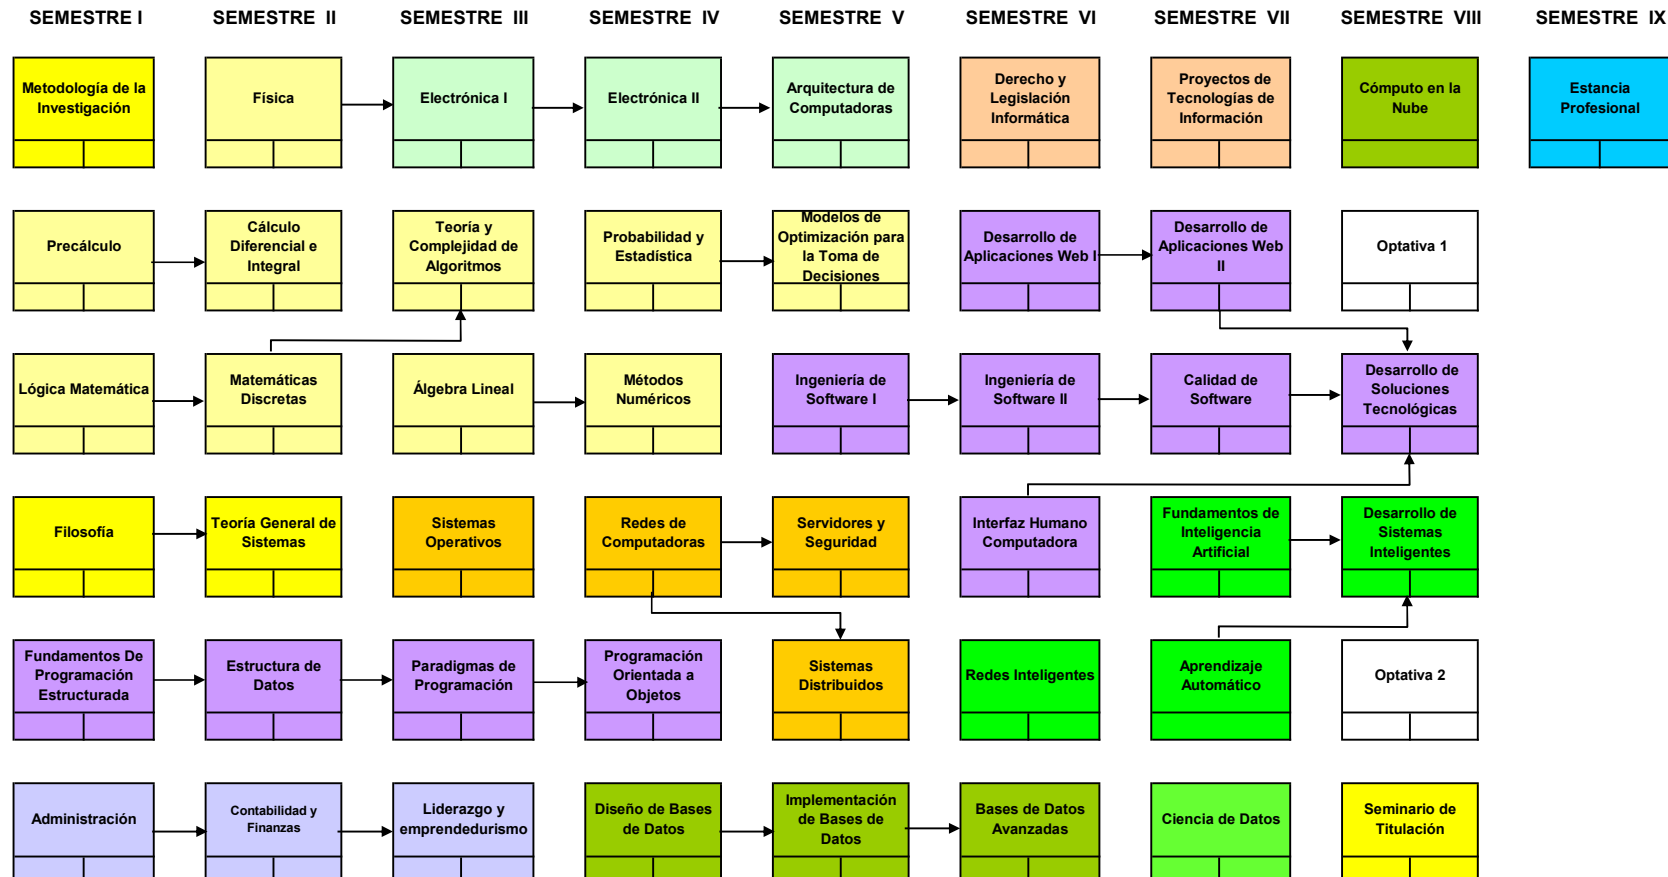 SEMESTRE I SEMESTRE II SEMESTRE III SEMESTRE IV SEMESTRE V SEMESTRE VI SEMESTRE VII SEMESTRE VIII SEMESTRE IX
Metodología de la
Investigación
Física
Electrónica I
Electrónica II
Arquitectura de
Computadoras
Derecho y
Legislación
Informática
Proyectos de
Tecnologías de
Información
Cómputo en la
Nube
Estancia
Profesional
Precálculo
Cálculo
Diferencial e
Integral
Teoría y
Complejidad de
Algoritmos
Probabilidad y
Estadística
Modelos de
Optimización para
la Toma de
Decisiones
Desarrollo de
Aplicaciones Web I
Desarrollo de
Aplicaciones Web
II
Optativa 1
Lógica Matemática
Matemáticas
Discretas
Álgebra Lineal
Métodos
Numéricos
Ingeniería de
Software I
Ingeniería de
Software II
Calidad de
Software
Desarrollo de
Soluciones
Tecnológicas
Filosofía
Teoría General de
Sistemas
Sistemas
Operativos
Redes de
Computadoras
Servidores y
Seguridad
Interfaz Humano
Computadora
Fundamentos de
Inteligencia
Artificial
Desarrollo de
Sistemas
Inteligentes
Fundamentos De
Programación
Estructurada
Estructura de
Datos
Paradigmas de
Programación
Programación
Orientada a
Objetos
Sistemas
Distribuidos
Redes Inteligentes
Aprendizaje
Automático
Optativa 2
Administración
Contabilidad y
Finanzas
Liderazgo y
emprendedurismo
Diseño de Bases
de Datos
Implementación
de Bases de
Datos
Bases de Datos
Avanzadas
Ciencia de Datos
Seminario de
Titulación